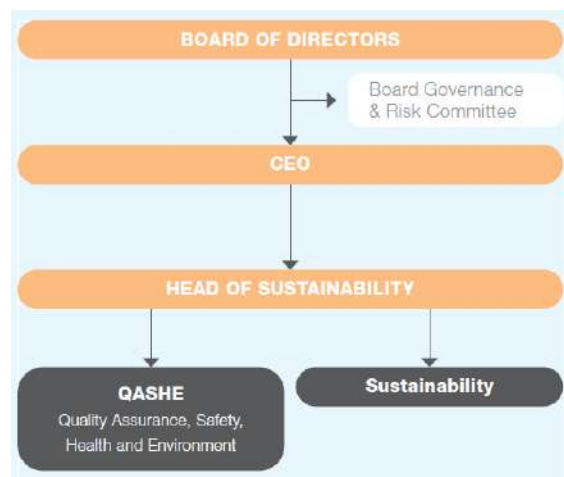 BOARD OF DIRECTORS
Board Governance
& Risk Committee
CEO
HEAD OF SUSTAINABILITY
QASHE
Quality Assurance, Safety,
Health and Environment
Sustainability